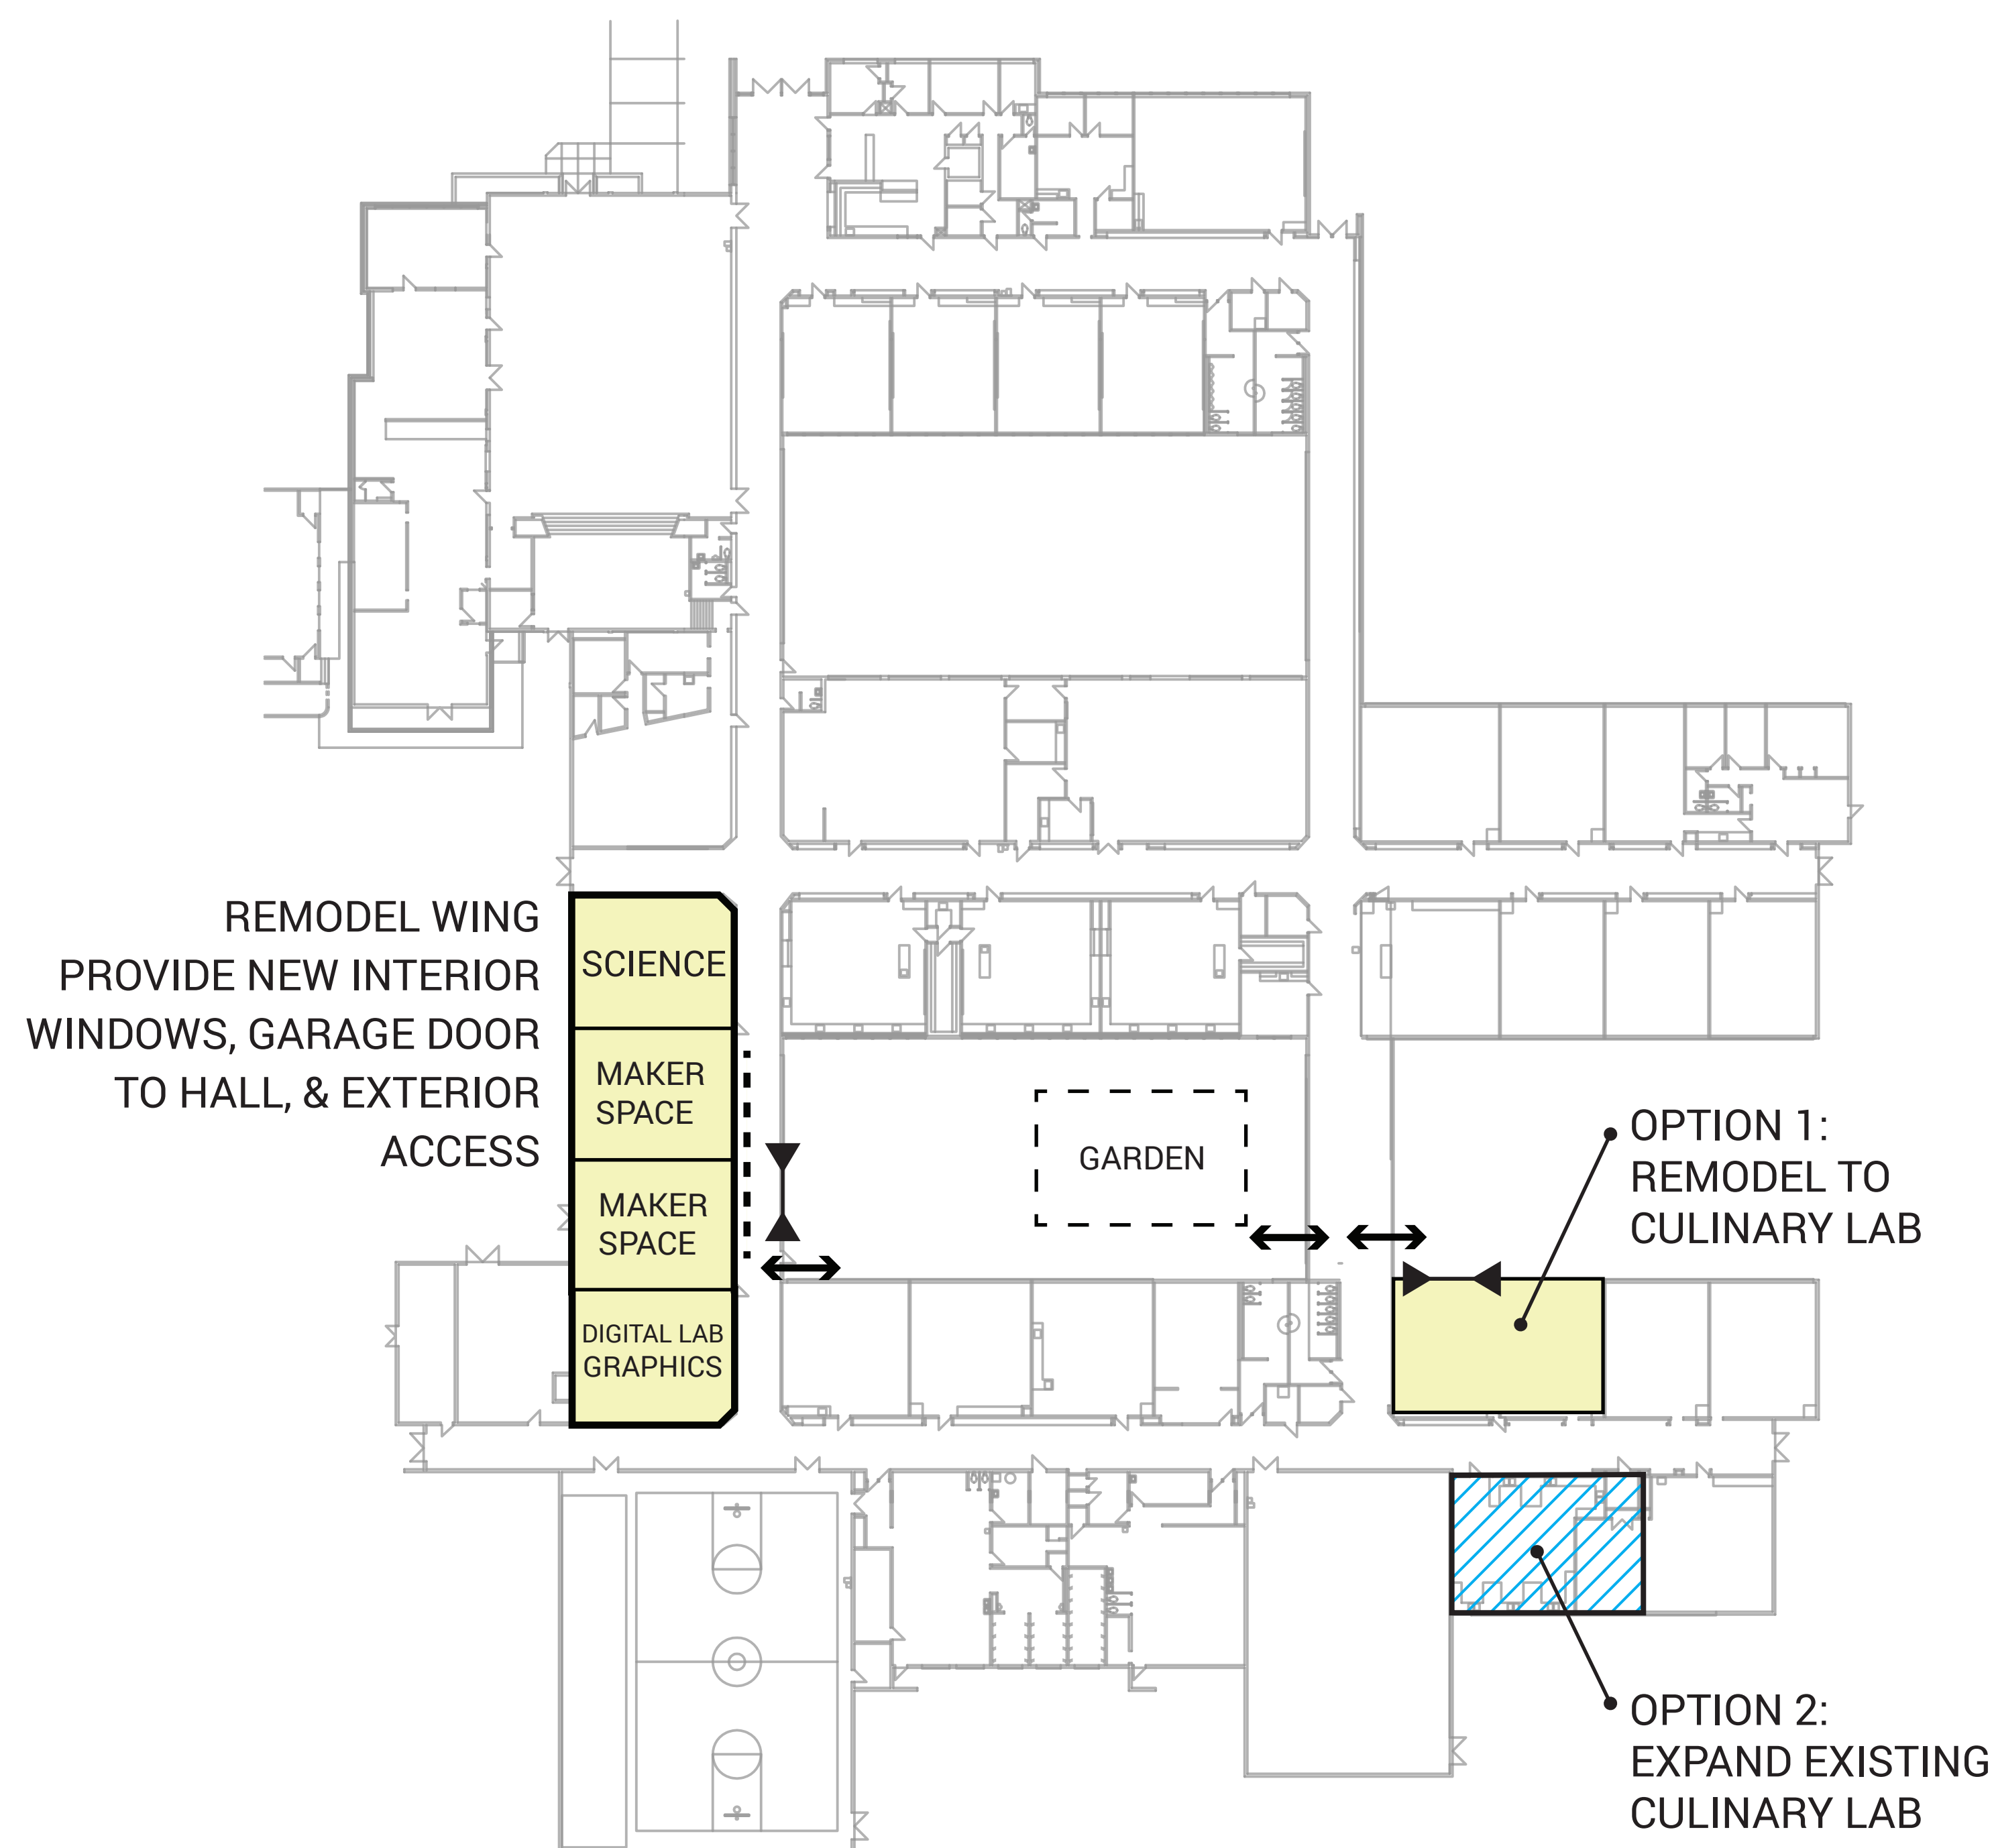 REMODEL WING
PROVIDE NEW INTERIOR
WINDOWS, GARAGE DOOR
TO HALL, & EXTERIOR
ACCESS
SCIENCE
MAKER
SPACE
MAKER
SPACE
DIGITAL LAB
GRAPHICS
GARDEN
OPTION 1:
REMODEL TO
CULINARY LAB
OPTION 2:
EXPAND EXISTING
CULINARY LAB